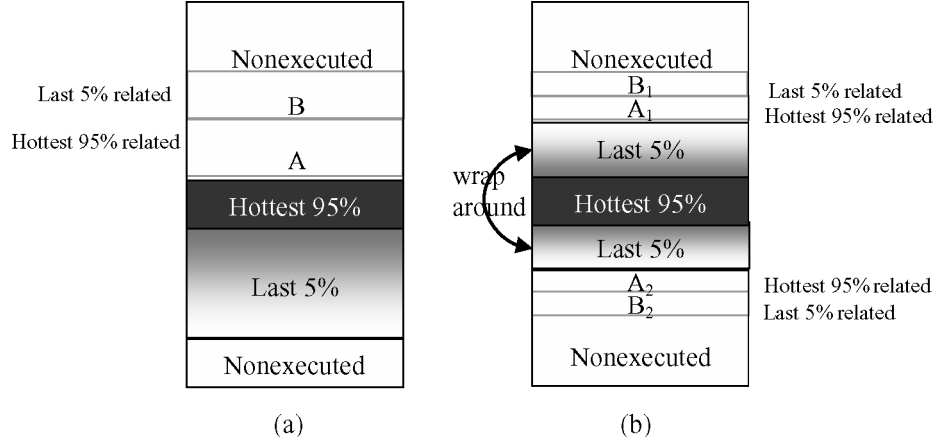 Nonexecuted
Last 5% related
B
Hottest 95% related
A
Hottest 95%
Last 5%
Nonexecuted
(a)
Nonexecuted
B₁
Last 5% related
A₁
Hottest 95% related
Last 5%
wrap
around
Hottest 95%
Last 5%
A₂
Hottest 95% related
B₂
Last 5% related
Nonexecuted
(b)